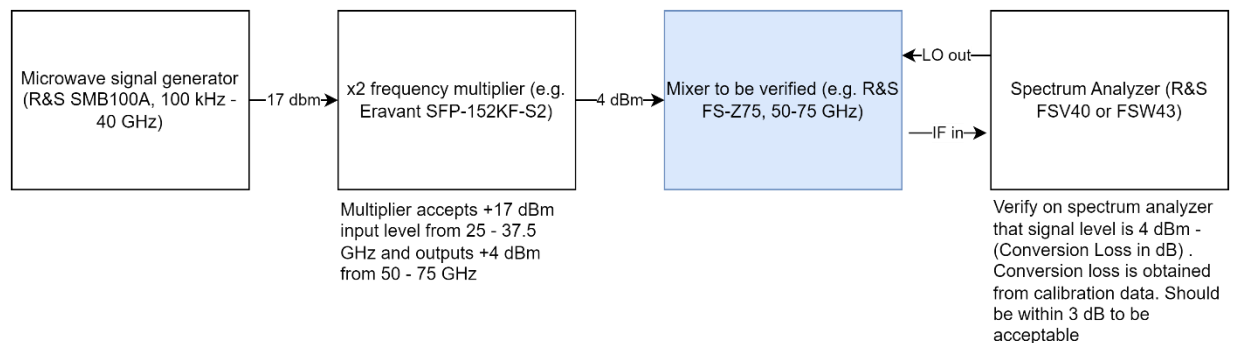 Microwave signal generator
(R&S SMB100A, 100 kHz -
40 GHz)
17 dbm
x2 frequency multiplier (e.g.
Eravant SFP-152KF-S2)
4 dBm
Mixer to be verified (e.g. R&S
FS-Z75, 50-75 GHz)
LO out
IF in
Spectrum Analyzer (R&S
FSV40 or FSW43)
Multiplier accepts +17 dBm
input level from 25 - 37.5
GHz and outputs +4 dBm
from 50 - 75 GHz
Verify on spectrum analyzer
that signal level is 4 dBm -
(Conversion Loss in dB) .
Conversion loss is obtained
from calibration data. Should
be within 3 dB to be
acceptable